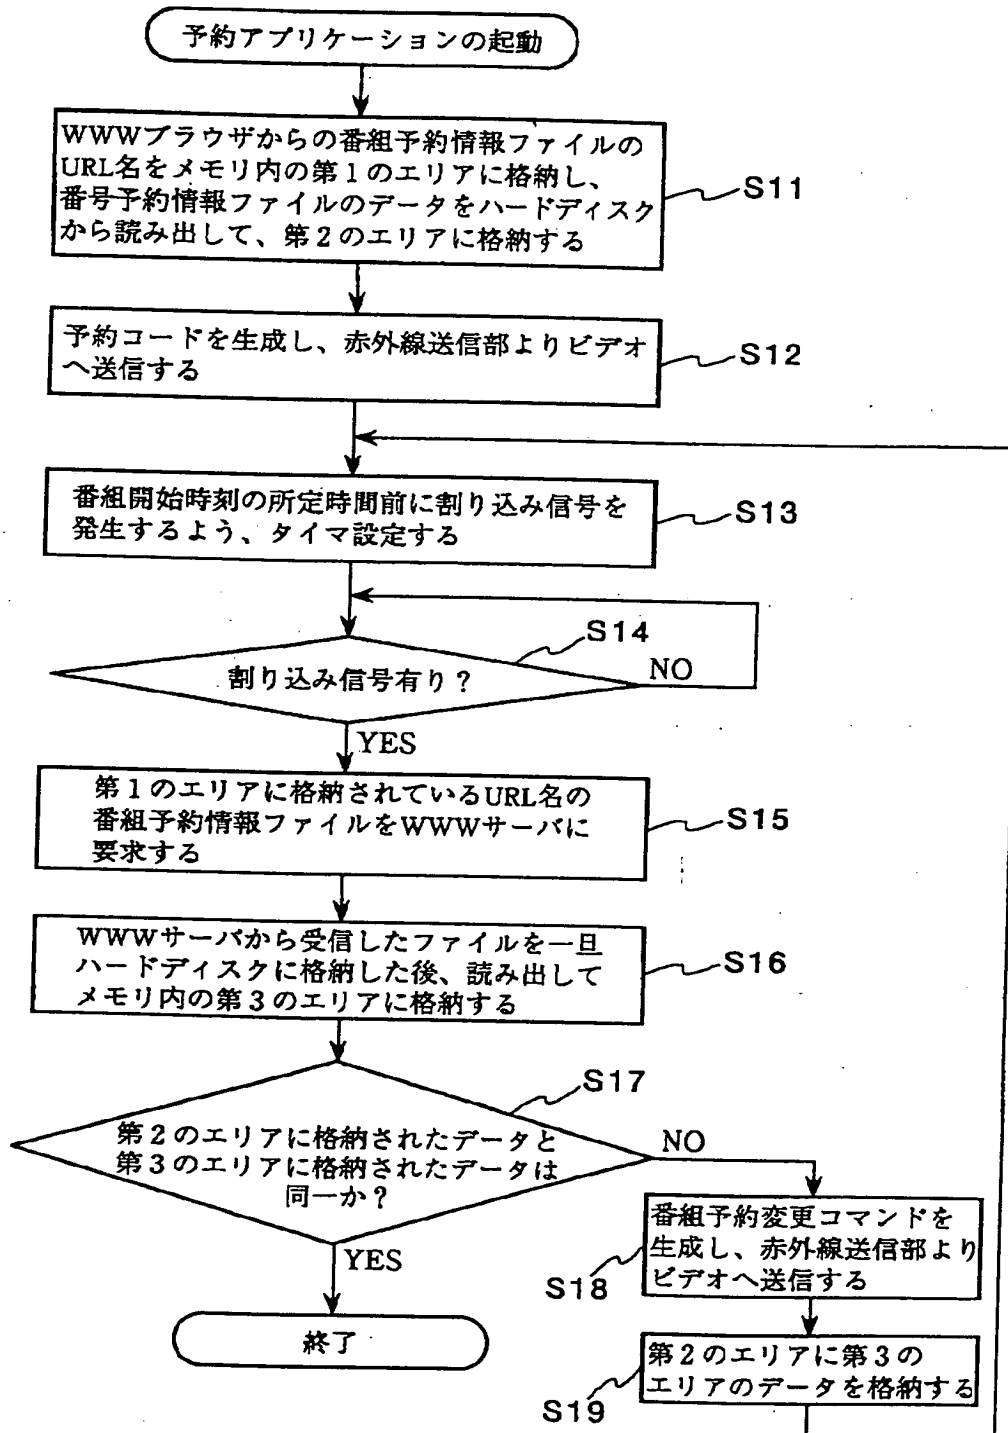 予約アプリケーションの起動
WWWブラウザからの番組予約情報ファイルの
URL名をメモリ内の第1のエリアに格納し、
番号予約情報ファイルのデータをハードディスク
から読み出して、第2のエリアに格納する
S11
予約コードを生成し、赤外線送信部よりビデオ
へ送信する
S12
番組開始時刻の所定時間前に割り込み信号を
発生するよう、タイマ設定する
S13
S14
割り込み信号有り?
NO
YES
第1のエリアに格納されているURL名の
番組予約情報ファイルをWWWサーバに
要求する
S15
WWWサーバから受信したファイルを一旦
ハードディスクに格納した後、読み出して
メモリ内の第3のエリアに格納する
S16
S17
第2のエリアに格納されたデータと
第3のエリアに格納されたデータは
同一か?
NO
YES
番組予約変更コマンドを
生成し、赤外線送信部より
ビデオへ送信する
S18
終了
第2のエリアに第3の
エリアのデータを格納する
S19